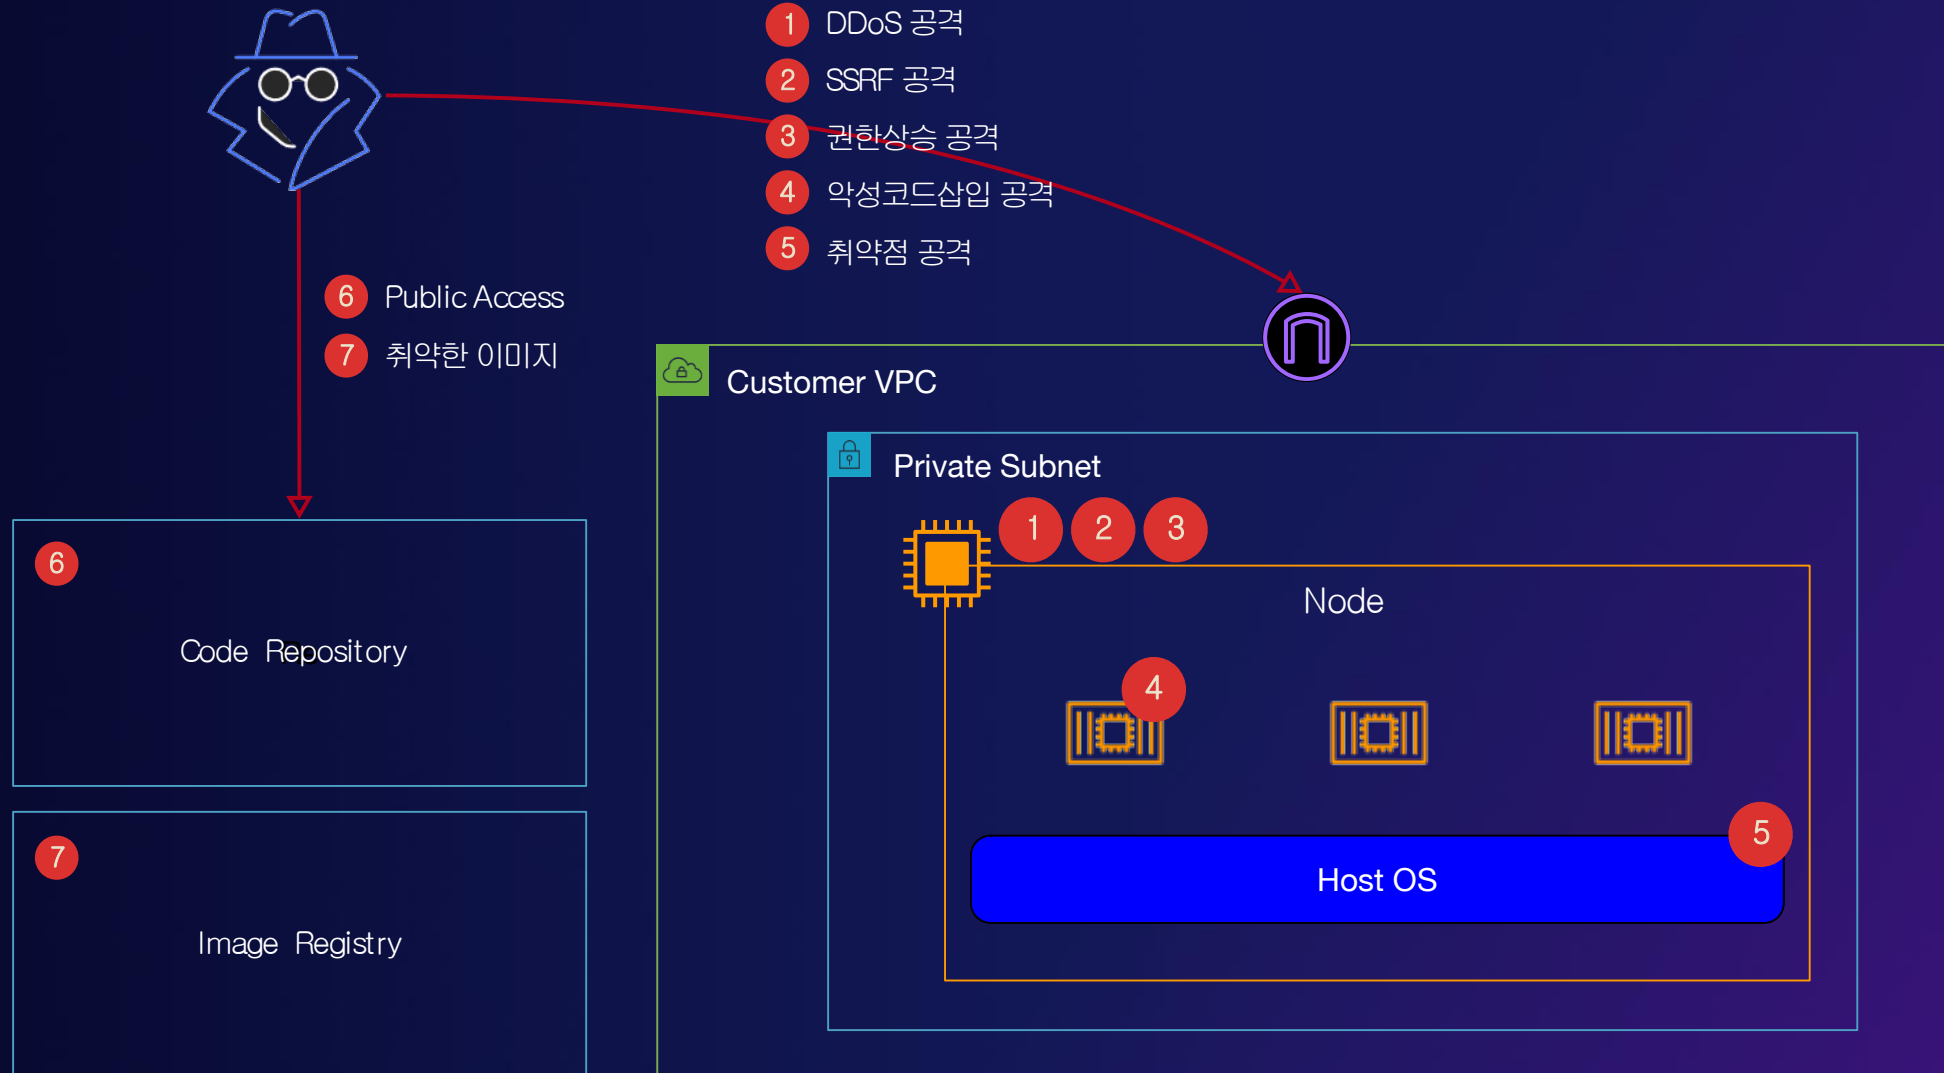 1 DDoS 공격
2 SSRF 공격
3 권한상승 공격
4 악성코드삽입 공격
5 취약점 공격
6 Public Access
7 취약한 이미지
Customer VPC
Private Subnet
1 2 3
6
Node
Code Repository
4
5
7
Host OS
Image Registry